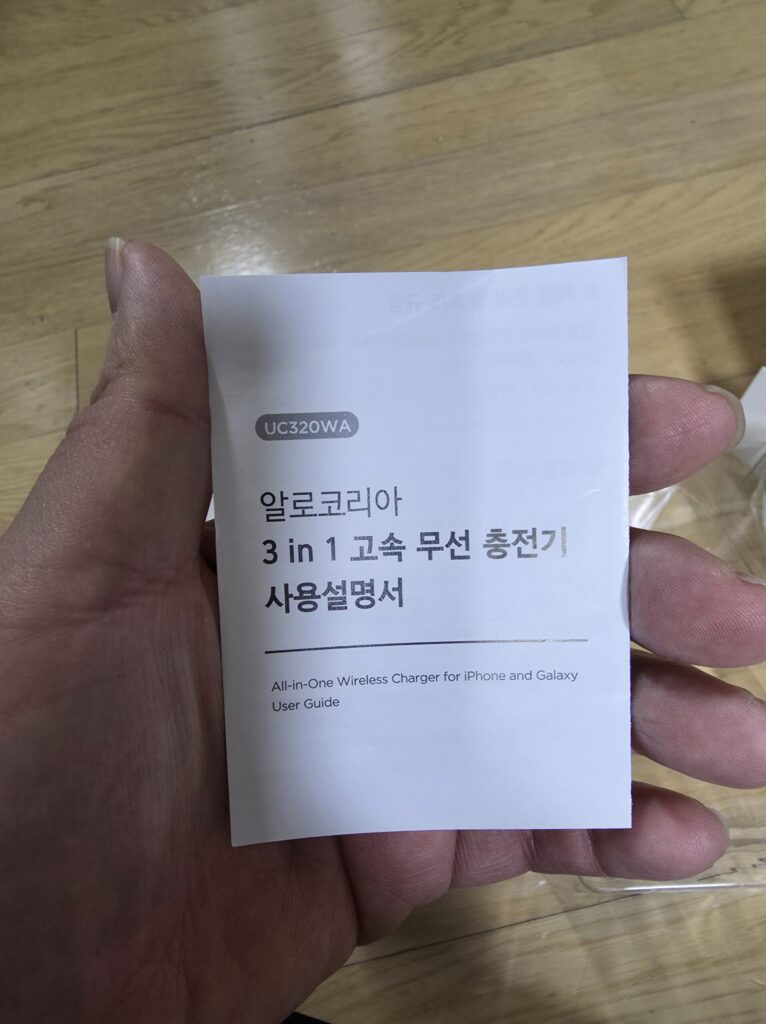 UC320WA
알로코리아
3 in 1 고속 무선 충전기
사용설명서
All-in-One Wireless Charger for iPhone and Galaxy
User Guide